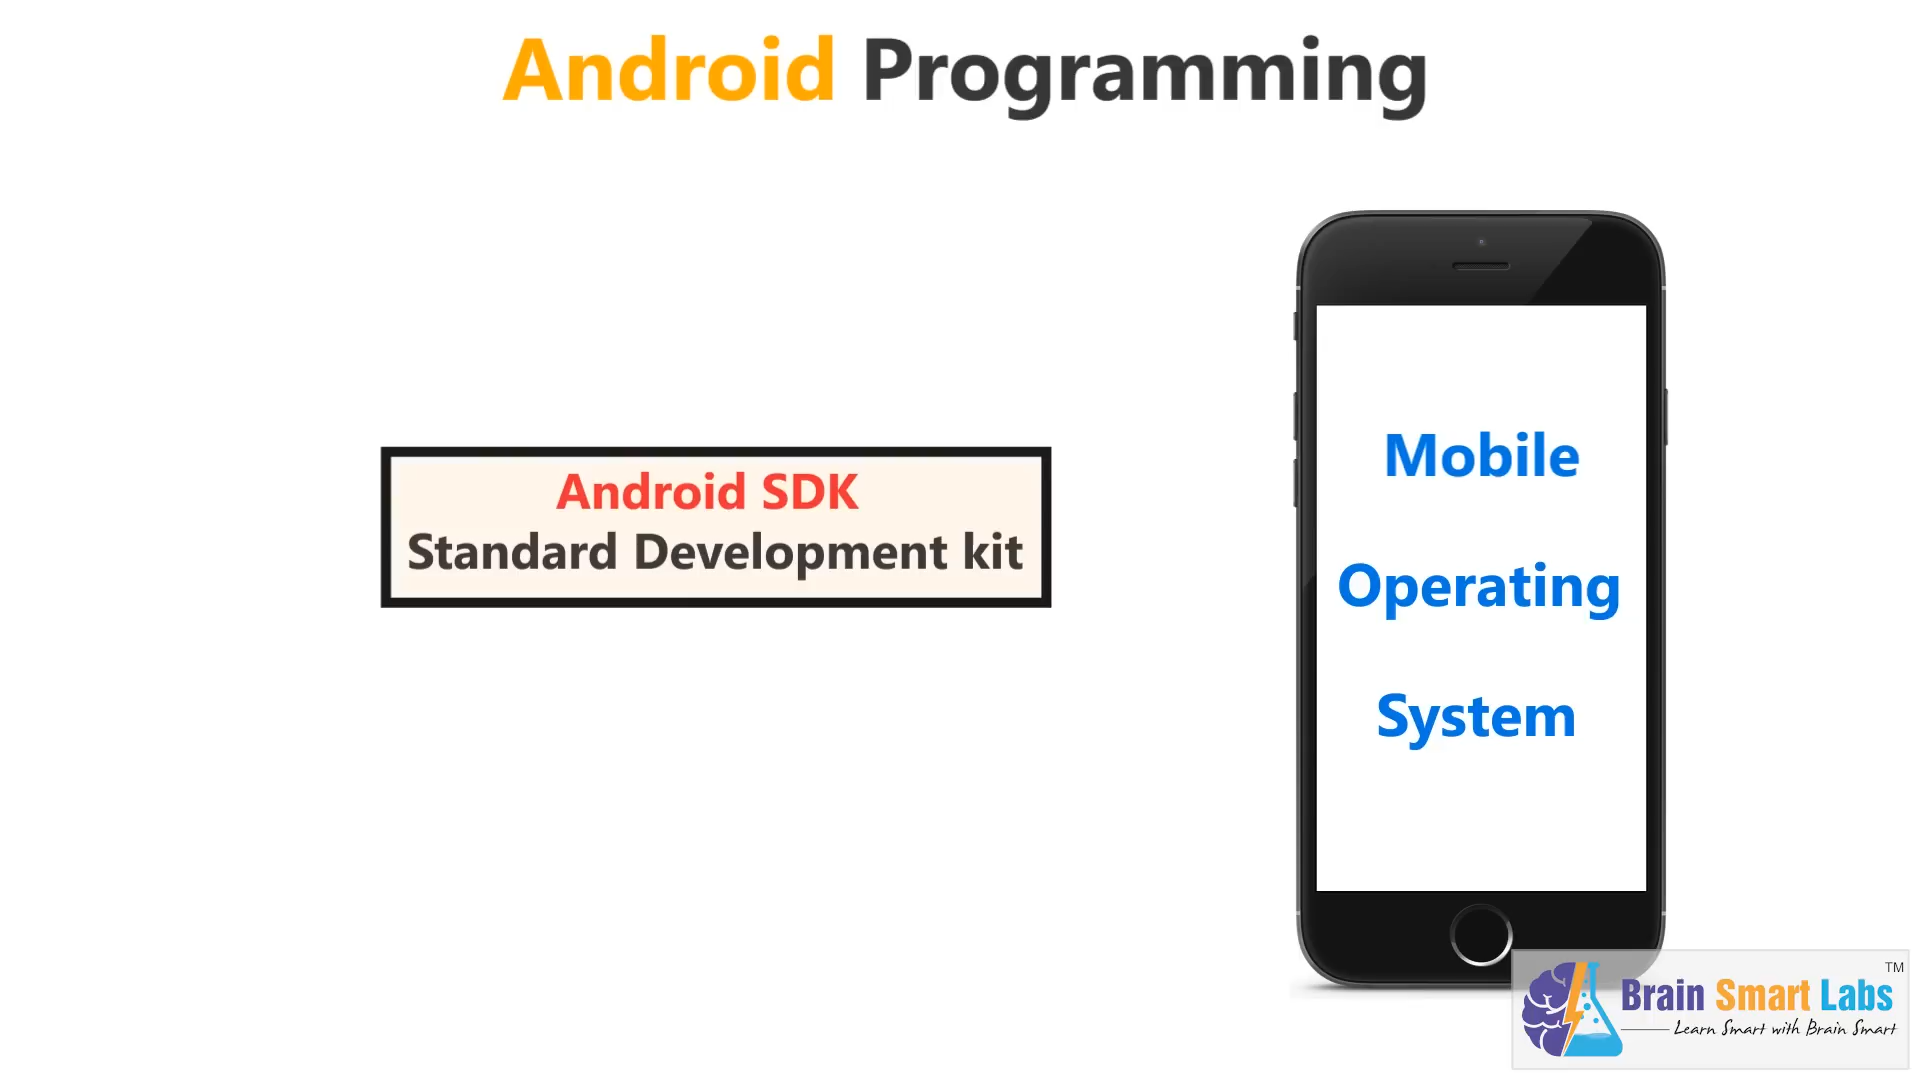 Android Programming
Android SDK
Standard Development kit
Mobile
Operating
System
TM
Brain Smart Labs
Learn Smart with Brain Smart